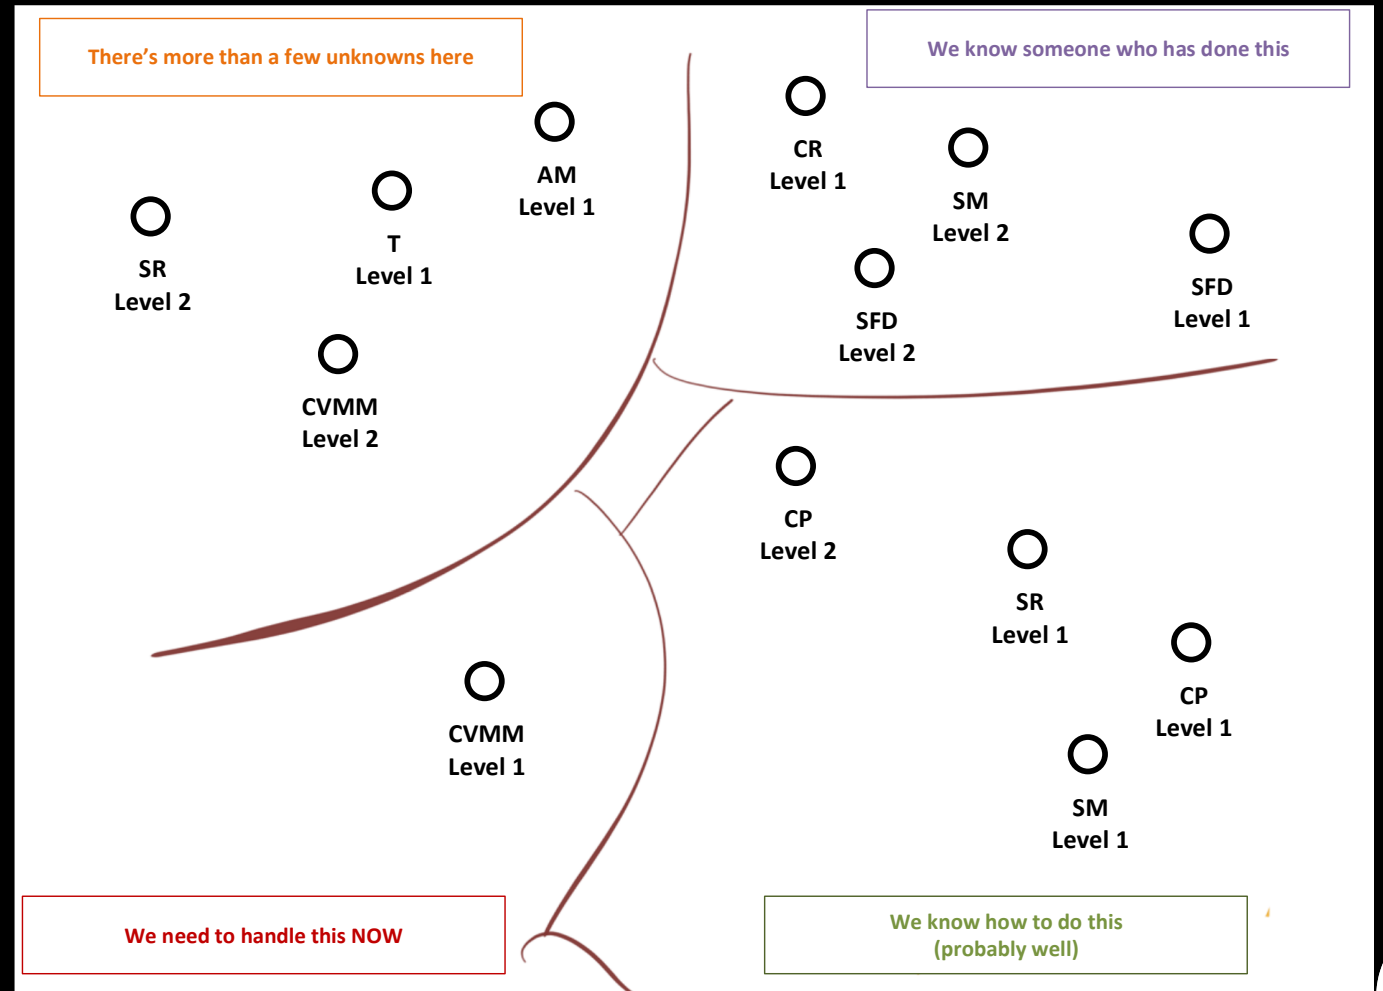 There's more than a few unknowns here
We know someone who has done this
AM
Level 1
T
Level 1
SR
Level 2
CVMM
Level 2
CR
Level 1
SM
Level 2
SFD
Level 2
SFD
Level 1
CP
Level 2
SR
Level 1
CP
Level 1
SM
Level 1
CVMM
Level 1
We need to handle this NOW
We know how to do this
(probably well)